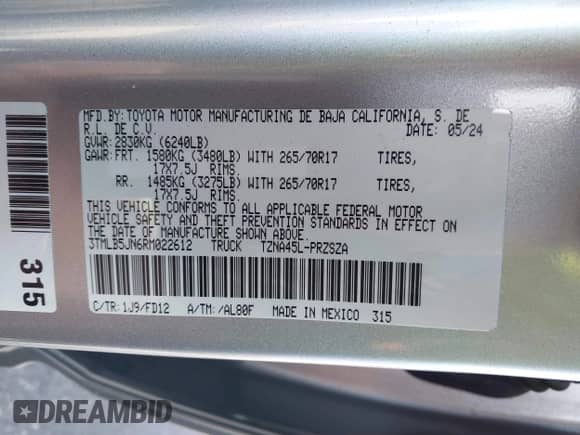 MFD.BY:TOYOTA MOTOR MANUFACTURING DE BAJA CALIFORNIA, S. DE
R.L. DE C.V. DATE: 05/24
GVWR:2830KG (6240LB)
GAWR:FRT. 1580KG (3480LB) WITH 265/70R17 TIRES,
17X7.5J RIMS.
RR. 1485KG (3275LB) WITH 265/70R17 TIRES,
17X7.5J RIMS.
THIS VEHICLE CONFORMS TO ALL APPLICABLE FEDERAL MOTOR
VEHICLE SAFETY AND THEFT PREVENTION STANDARDS IN EFFECT ON
THE DATE OF MANUFACTURE SHOWN ABOVE.
3TMLB5JN6RM022612 TRUCK TZNA45L-PRZSZA
C/TR:1J9/FD12 A/TM:/AL80F MADE IN MEXICO 315
315
DREAMBID